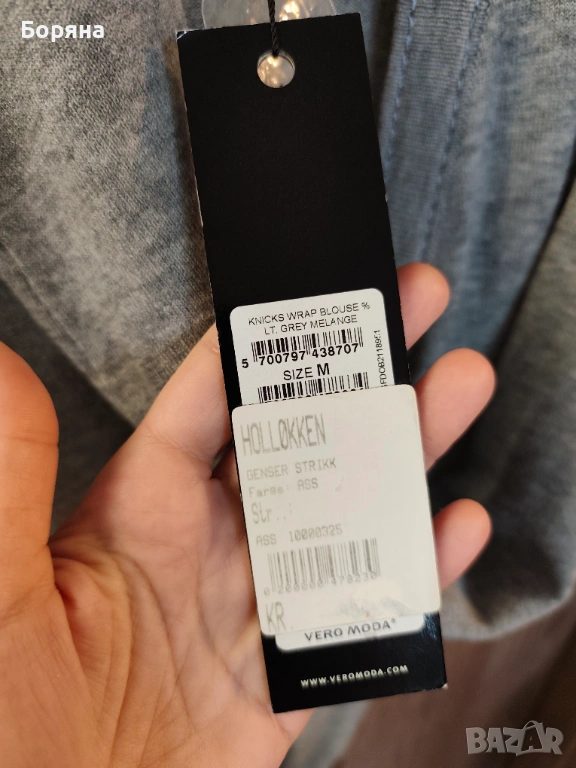 Боряна
KNICKS WRAP BLOUSE %
LT. GREY MELANGE
5 700797 438707
SIZE M
HOLLØKKEN
GENSER STRIKK
Farge: ASS
Str..:
ASS 10000325
KR.
VERO MODA®
WWW.VEROMODA.COM
BAZAR